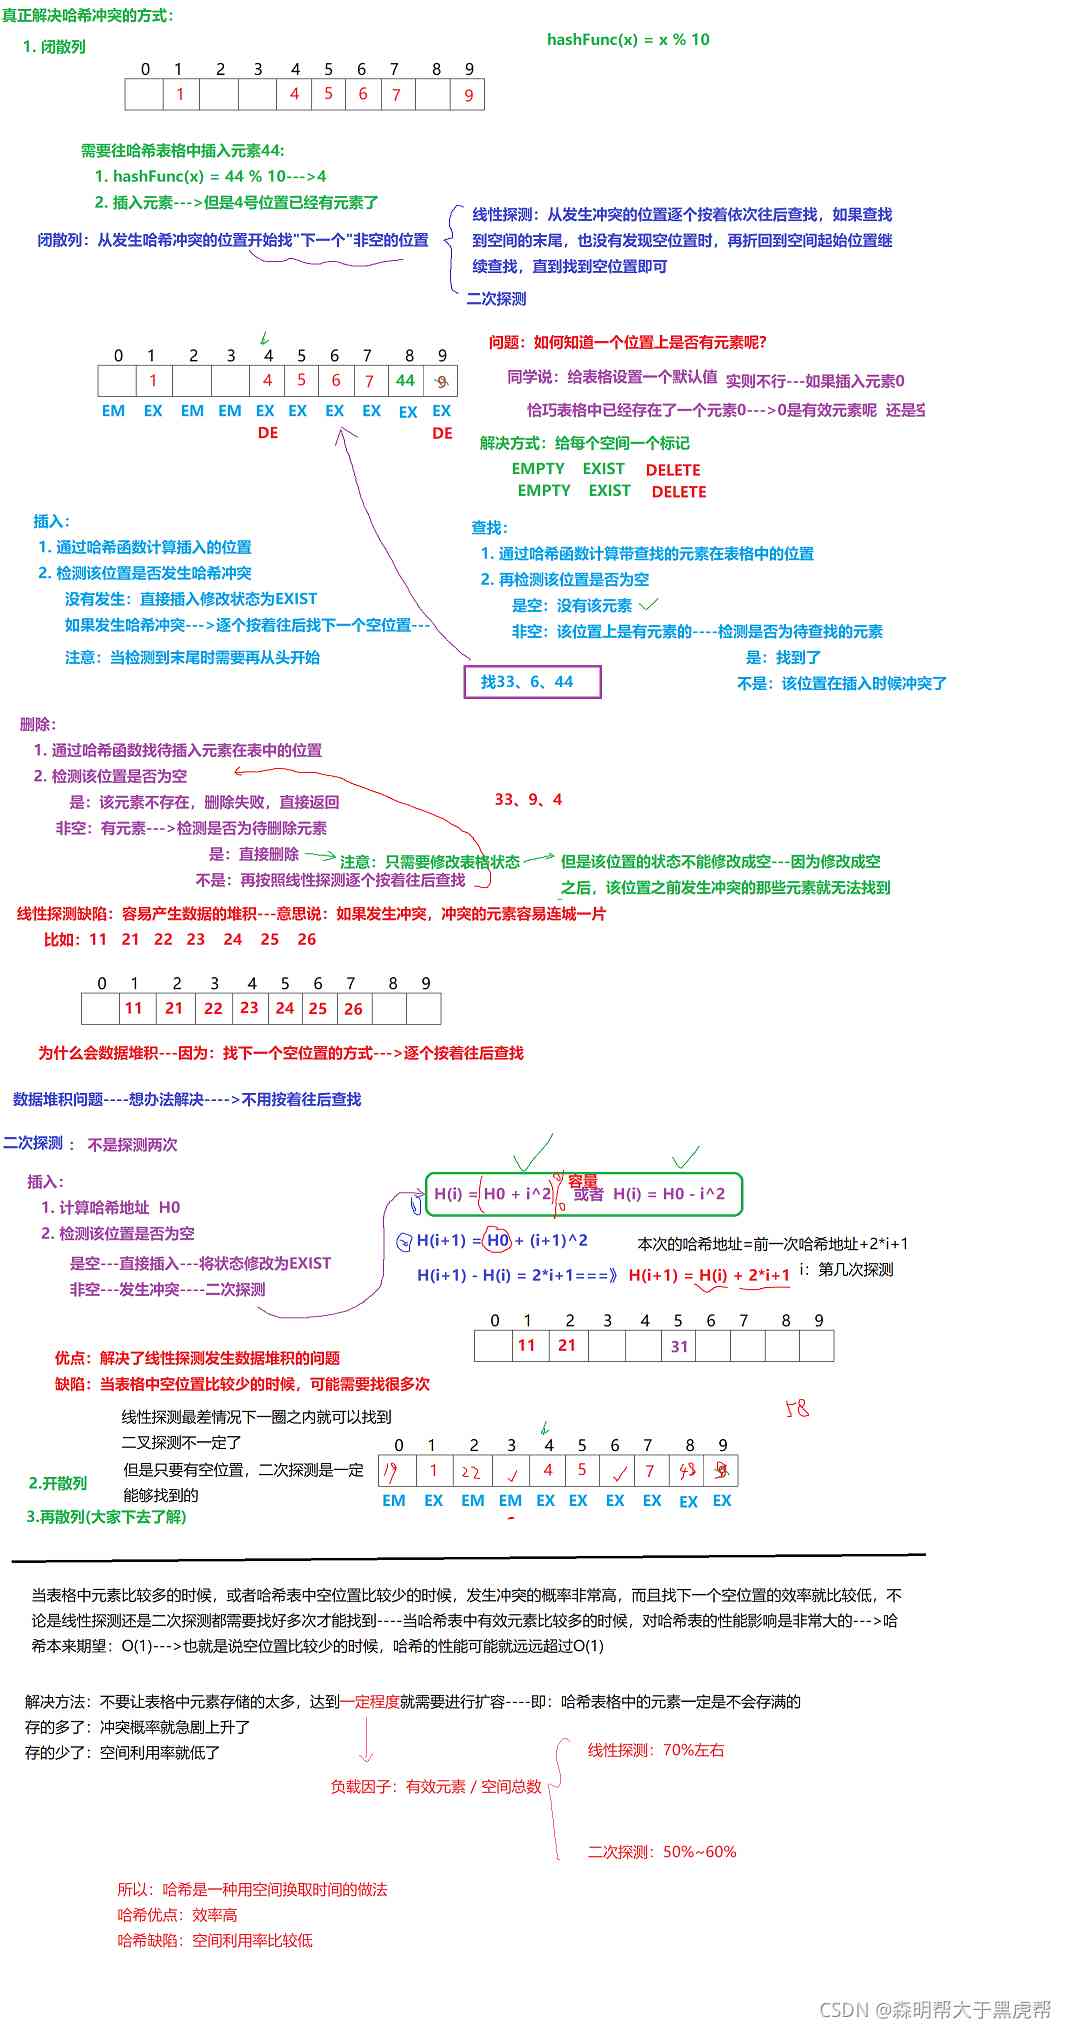 真正解决哈希冲突的方式：
1. 闭散列
hashFunc(x) = x % 10
0 1 2 3 4 5 6 7 8 9
1 4 5 6 7 9
需要往哈希表格中插入元素44:
1. hashFunc(x) = 44 % 10--->4
2. 插入元素--->但是4号位置已经有元素了
闭散列：从发生哈希冲突的位置开始找"下一个"非空的位置
线性探测：从发生冲突的位置逐个按着依次往后查找，如果查找
到空间的末尾，也没有发现空位置时，再折回到空间起始位置继
续查找，直到找到空位置即可
二次探测
0 1 2 3 4 5 6 7 8 9
1 4 5 6 7 44 9
EM EX EM EM EX EX EX EX EX EX
DE DE
问题：如何知道一个位置上是否有元素呢?
同学说：给表格设置一个默认值 实则不行---如果插入元素0
恰巧表格中已经存在了一个元素0--->0是有效元素呢 还是空
解决方式：给每个空间一个标记
EMPTY EXIST DELETE
EMPTY EXIST DELETE
插入：
1. 通过哈希函数计算插入的位置
2. 检测该位置是否发生哈希冲突
没有发生：直接插入修改状态为EXIST
如果发生哈希冲突--->逐个按着往后找下一个空位置---
注意：当检测到末尾时需要再从头开始
查找：
1. 通过哈希函数计算带查找的元素在表格中的位置
2. 再检测该位置是否为空
是空：没有该元素
非空：该位置上是有元素的----检测是否为待查找的元素
是：找到了
不是：该位置在插入时候冲突了
找33、6、44
删除：
1. 通过哈希函数找待插入元素在表中的位置
2. 检测该位置是否为空
是：该元素不存在，删除失败，直接返回
非空：有元素--->检测是否为待删除元素
是：直接删除
不是：再按照线性探测逐个按着往后查找
33、9、4
注意：只需要修改表格状态
但是该位置的状态不能修改成空---因为修改成空
之后，该位置之前发生冲突的那些元素就无法找到
线性探测缺陷：容易产生数据的堆积---意思说：如果发生冲突，冲突的元素容易连城一片
比如：11 21 22 23 24 25 26
0 1 2 3 4 5 6 7 8 9
11 21 22 23 24 25 26
为什么会数据堆积---因为：找下一个空位置的方式--->逐个按着往后查找
数据堆积问题----想办法解决---->不用按着往后查找
二次探测 ：不是探测两次
插入：
1. 计算哈希地址 H0
2. 检测该位置是否为空
是空---直接插入---将状态修改为EXIST
非空---发生冲突----二次探测
H(i) = (H0 + i^2) % 容量 或者 H(i) = H0 - i^2
H(i+1) = H0 + (i+1)^2
H(i+1) - H(i) = 2*i+1===》 H(i+1) = H(i) + 2*i+1
本次的哈希地址=前一次哈希地址+2*i+1
i：第几次探测
0 1 2 3 4 5 6 7 8 9
11 21 31
优点：解决了线性探测发生数据堆积的问题
缺陷：当表格中空位置比较少的时候，可能需要找很多次
线性探测最差情况下一圈之内就可以找到
二叉探测不一定了
但是只要有空位置，二次探测是一定
能够找到的
58
0 1 2 3 4 5 6 7 8 9
19 1 22 4 5 7 48
EM EX EM EM EX EX EX EX EX EX
2.开散列
3.再散列(大家下去了解)
当表格中元素比较多的时候，或者哈希表中空位置比较少的时候，发生冲突的概率非常高，而且找下一个空位置的效率就比较低，不
论是线性探测还是二次探测都需要找好多次才能找到----当哈希表中有效元素比较多的时候，对哈希表的性能影响是非常大的--->哈
希本来期望：O(1)--->也就是说空位置比较少的时候，哈希的性能可能就远远超过O(1)
解决方法：不要让表格中元素存储的太多，达到一定程度就需要进行扩容----即：哈希表格中的元素一定是不会存满的
存的多了：冲突概率就急剧上升了
存的少了：空间利用率就低了
负载因子：有效元素 / 空间总数
线性探测：70%左右
二次探测：50%~60%
所以：哈希是一种用空间换取时间的做法
哈希优点：效率高
哈希缺陷：空间利用率比较低
CSDN @森明帮大于黑虎帮